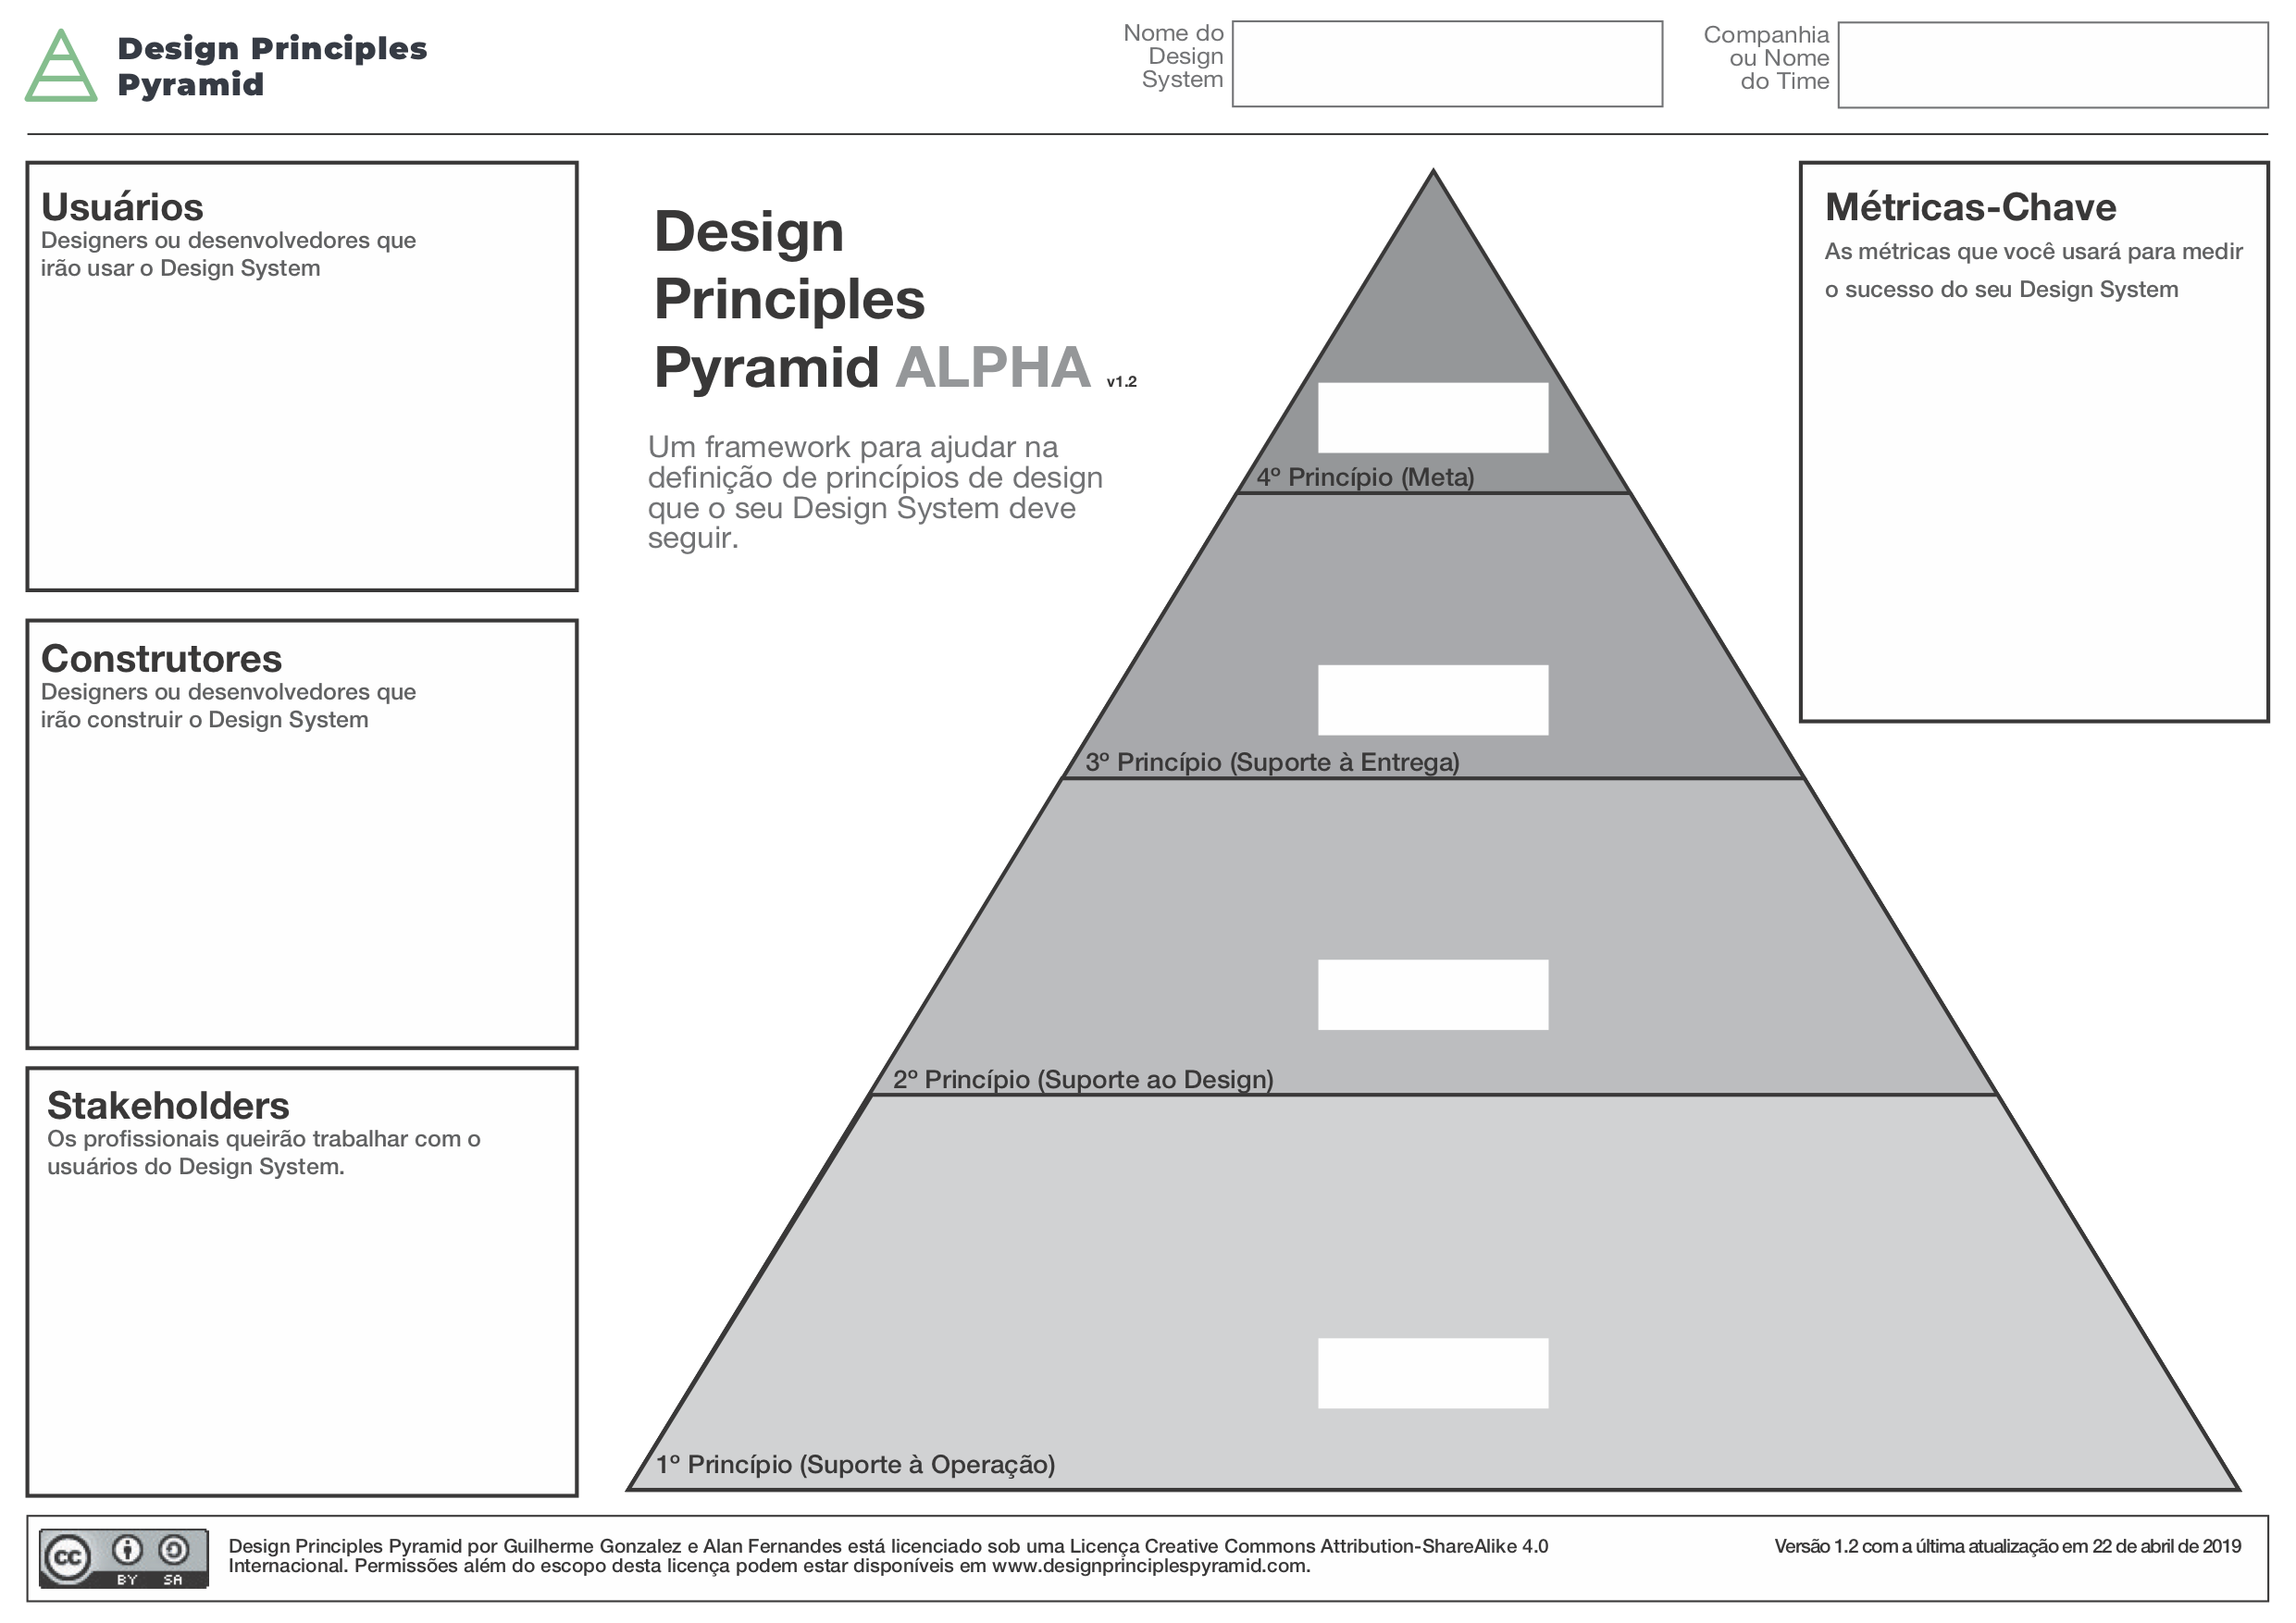 Design Principles
Pyramid
Nome do
Design
System
Companhia
ou Nome
do Time
Usuários
Designers ou desenvolvedores que
irão usar o Design System
Construtores
Designers ou desenvolvedores que
irão construir o Design System
Stakeholders
Os profissionais queirão trabalhar com o
usuários do Design System.
Design
Principles
Pyramid ALPHA v1.2
Um framework para ajudar na
definição de princípios de design
que o seu Design System deve
seguir.
4º Princípio (Meta)
3º Princípio (Suporte à Entrega)
2º Princípio (Suporte ao Design)
1º Princípio (Suporte à Operação)
Métricas-Chave
As métricas que você usará para medir
o sucesso do seu Design System
cc
BY SA
Design Principles Pyramid por Guilherme Gonzalez e Alan Fernandes está licenciado sob uma Licença Creative Commons Attribution-ShareAlike 4.0
Internacional. Permissões além do escopo desta licença podem estar disponíveis em www.designprinciplespyramid.com.
Versão 1.2 com a última atualização em 22 de abril de 2019